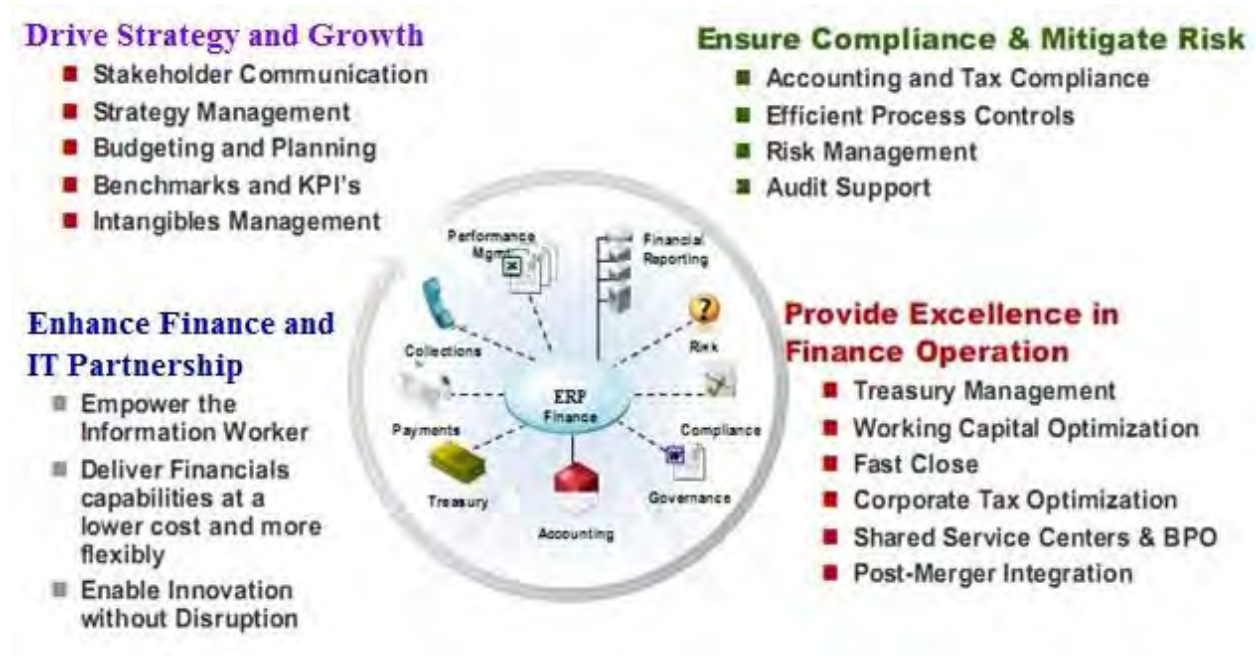 Drive Strategy and Growth
Stakeholder Communication
Strategy Management
Budgeting and Planning
Benchmarks and KPI's
Intangibles Management
Ensure Compliance & Mitigate Risk
Accounting and Tax Compliance
Efficient Process Controls
Risk Management
Audit Support
Enhance Finance and
IT Partnership
Empower the
Information Worker
Deliver Financials
capabilities at a
lower cost and more
flexibly
Enable Innovation
without Disruption
Performance
Mgmt
Financial
Reporting
Collections
Risk
ERP
Finance
Payments
Compliance
Treasury
Governance
Accounting
Provide Excellence in
Finance Operation
Treasury Management
Working Capital Optimization
Fast Close
Corporate Tax Optimization
Shared Service Centers & BPO
Post-Merger Integration